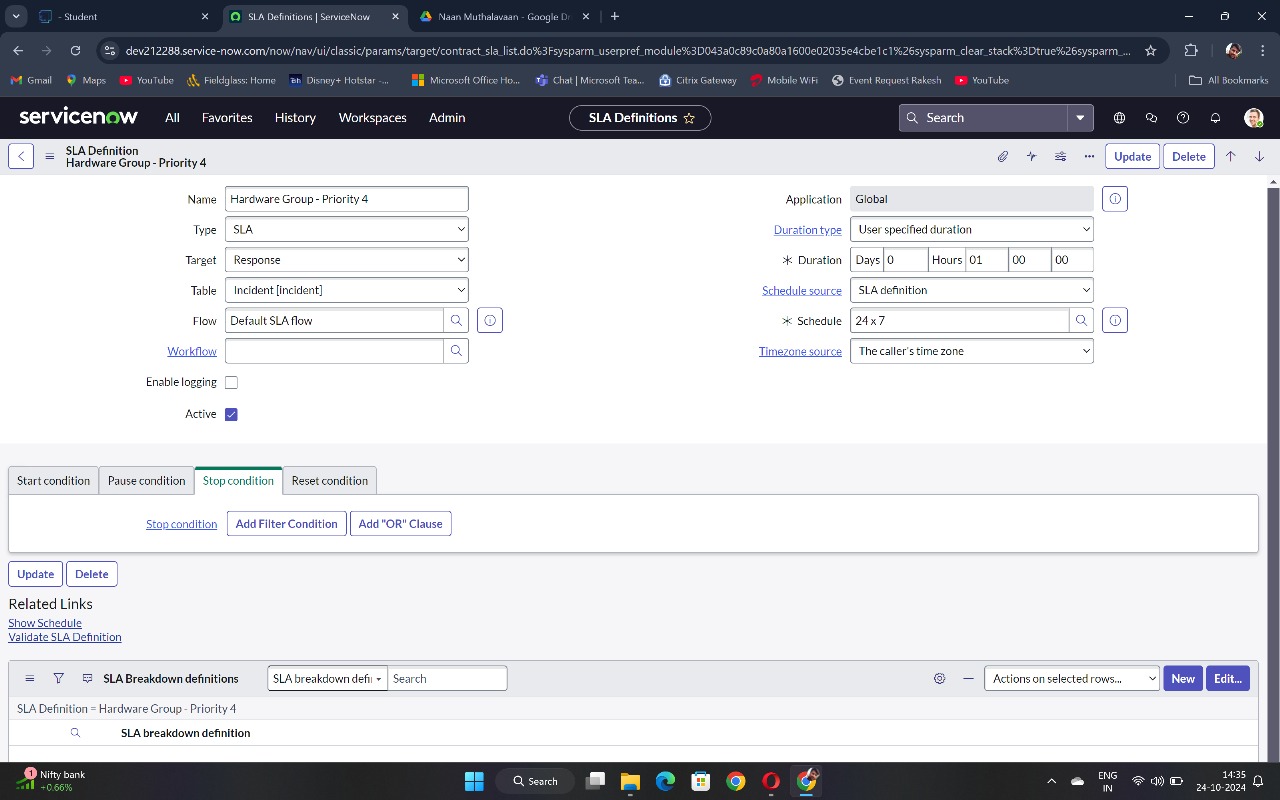 - Student
SLA Definitions | ServiceNow
Naan Muthalavaan - Google Dr
dev212288.service-now.com/now/nav/ui/classic/params/target/contract_sla_list.do%3Fsysparm_userpref_module%3D043a0c89c0a80a1600e02035e4cbe1c1%26sysparm_clear_stack%3Dtrue%26sysparm_...
Gmail
Maps
YouTube
Fieldglass: Home
Disney+ Hotstar -...
Microsoft Office Ho...
Chat | Microsoft Tea...
Citrix Gateway
Mobile WiFi
Event Request Rakesh
YouTube
All Bookmarks
servicenow
All
Favorites
History
Workspaces
Admin
SLA Definitions
Search
SLA Definition
Hardware Group - Priority 4
Update
Delete
Name
Hardware Group - Priority 4
Application
Global
Type
SLA
Duration type
User specified duration
Target
Response
Duration
Days
0
Hours
01
00
00
Table
Incident [incident]
Schedule source
SLA definition
Flow
Default SLA flow
Schedule
24 x 7
Workflow
Timezone source
The caller's time zone
Enable logging
Active
Start condition
Pause condition
Stop condition
Reset condition
Stop condition
Add Filter Condition
Add "OR" Clause
Update
Delete
Related Links
Show Schedule
Validate SLA Definition
SLA Breakdown definitions
SLA breakdown defi
Search
Actions on selected rows...
New
Edit...
SLA Definition = Hardware Group - Priority 4
SLA breakdown definition
1
Nifty bank
+0.66%
Search
ENG
IN
14:35
24-10-2024